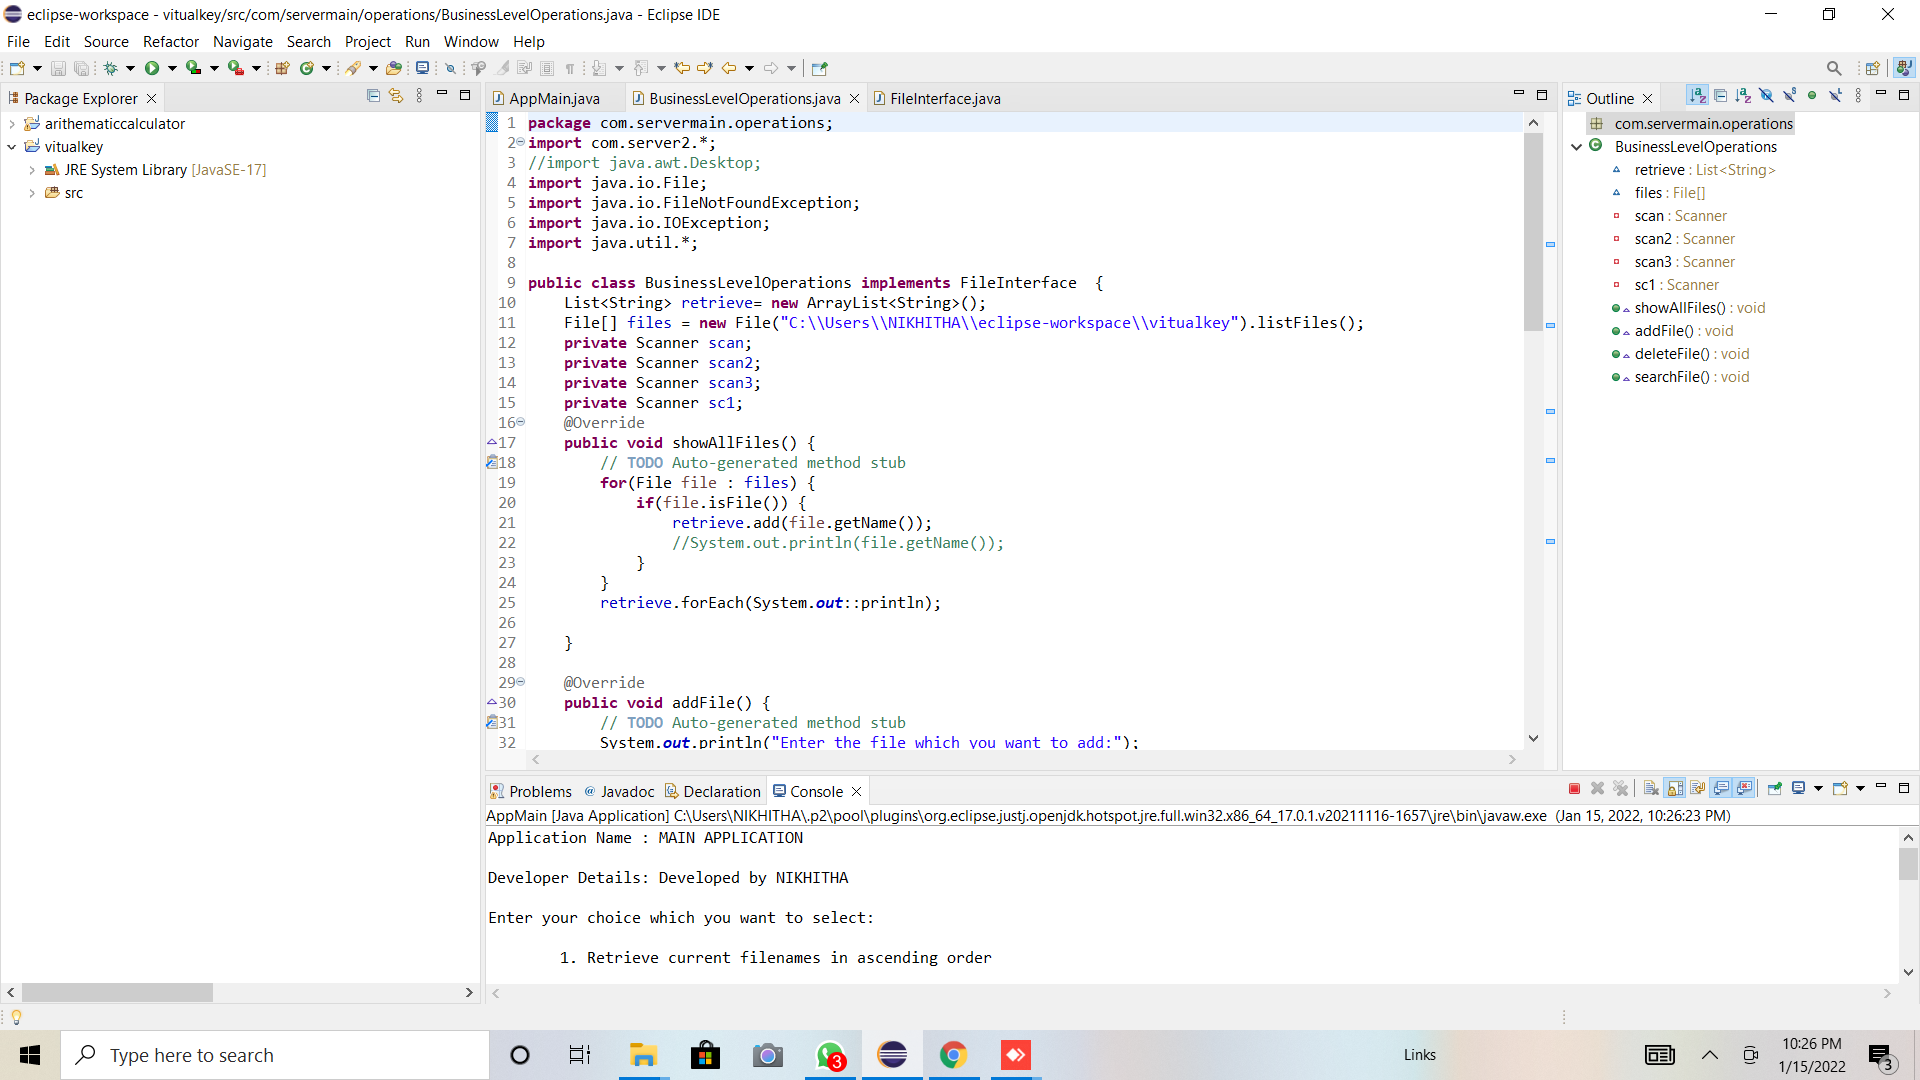 eclipse-workspace - vitualkey/src/com/servermain/operations/BusinessLevelOperations.java - Eclipse IDE
File Edit Source Refactor Navigate Search Project Run Window Help
Package Explorer
arithematiccalculator
vitualkey
JRE System Library [JavaSE-17]
src
AppMain.java BusinessLevelOperations.java FileInterface.java
1 package com.servermain.operations;
2 import com.server2.*;
3 //import java.awt.Desktop;
4 import java.io.File;
5 import java.io.FileNotFoundException;
6 import java.io.IOException;
7 import java.util.*;
8
9 public class BusinessLevelOperations implements FileInterface {
10 List<String> retrieve= new ArrayList<String>();
11 File[] files = new File("C:\\Users\\NIKHITHA\\eclipse-workspace\\vitualkey").listFiles();
12 private Scanner scan;
13 private Scanner scan2;
14 private Scanner scan3;
15 private Scanner sc1;
16 @Override
17 public void showAllFiles() {
18 // TODO Auto-generated method stub
19 for(File file : files) {
20 if(file.isFile()) {
21 retrieve.add(file.getName());
22 //System.out.println(file.getName());
23 }
24 }
25 retrieve.forEach(System.out::println);
26
27 }
28
29 @Override
30 public void addFile() {
31 // TODO Auto-generated method stub
32 System.out.println("Enter the file which you want to add:");
Outline
com.servermain.operations
BusinessLevelOperations
retrieve : List<String>
files : File[]
scan : Scanner
scan2 : Scanner
scan3 : Scanner
sc1 : Scanner
showAllFiles() : void
addFile() : void
deleteFile() : void
searchFile() : void
Problems @ Javadoc Declaration Console
AppMain [Java Application] C:\Users\NIKHITHA\.p2\pool\plugins\org.eclipse.justj.openjdk.hotspot.jre.full.win32.x86_64_17.0.1.v20211116-1657\jre\bin\javaw.exe (Jan 15, 2022, 10:26:23 PM)
Application Name : MAIN APPLICATION
Developer Details: Developed by NIKHITHA
Enter your choice which you want to select:
1. Retrieve current filenames in ascending order
Type here to search
3
Links
10:26 PM
1/15/2022
3